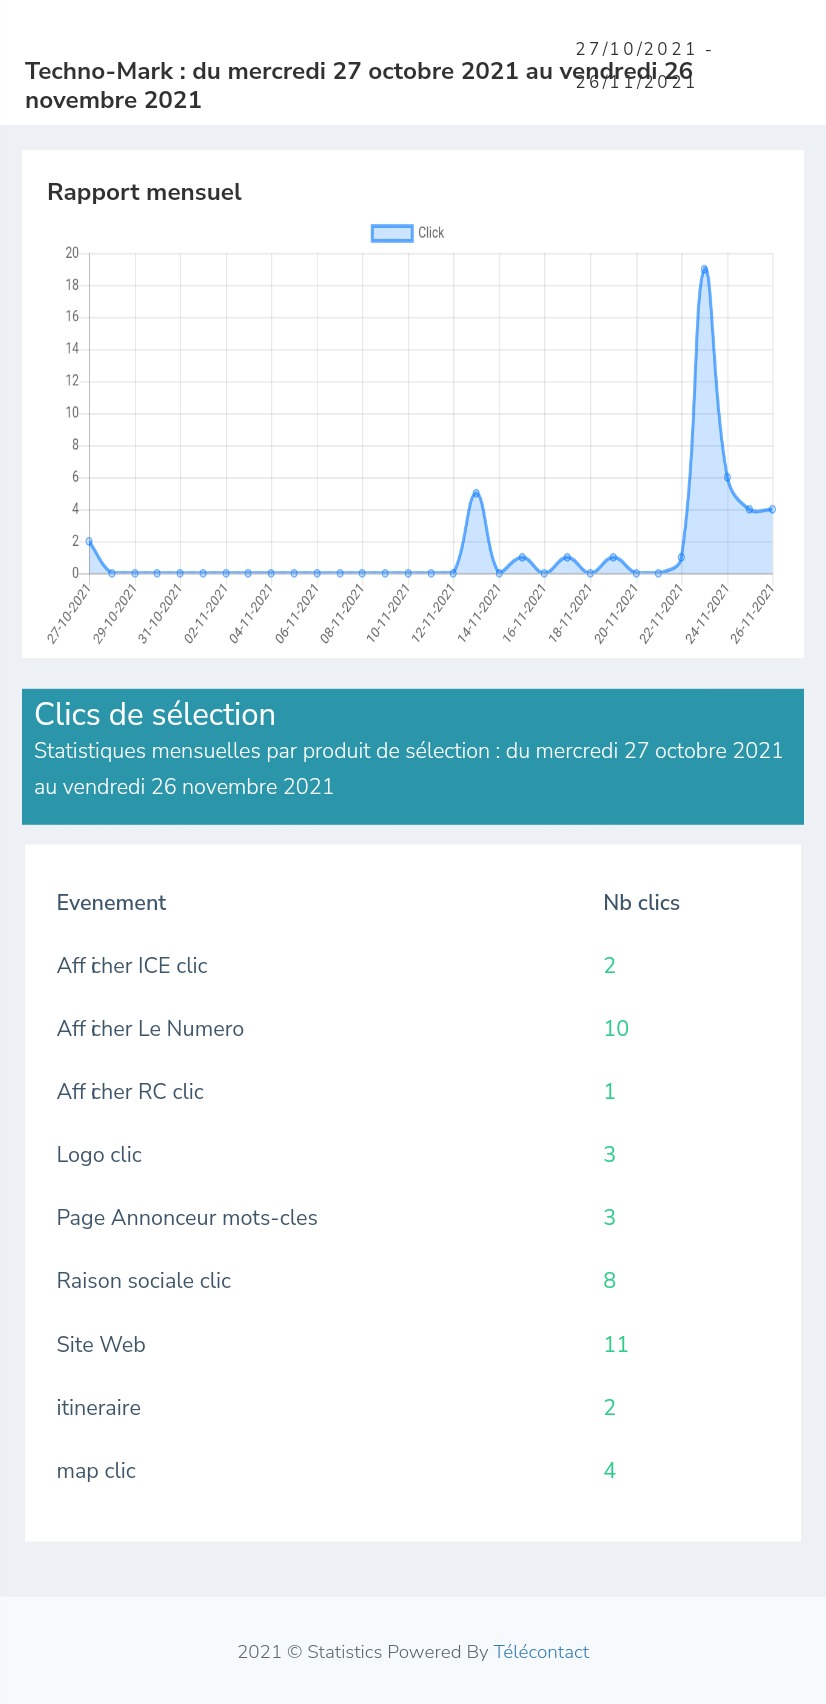 27/10/2021 -
26/11/2021
Techno-Mark : du mercredi 27 octobre 2021 au vendredi 26
novembre 2021
Rapport mensuel
Click
20
18
16
14
12
10
8
6
4
2
0
27-10-2021
29-10-2021
31-10-2021
02-11-2021
04-11-2021
06-11-2021
08-11-2021
10-11-2021
12-11-2021
14-11-2021
16-11-2021
18-11-2021
20-11-2021
22-11-2021
24-11-2021
26-11-2021
Clics de sélection
Statistiques mensuelles par produit de sélection : du mercredi 27 octobre 2021
au vendredi 26 novembre 2021
Evenement Nb clics
Afficher ICE clic 2
Afficher Le Numero 10
Afficher RC clic 1
Logo clic 3
Page Annonceur mots-cles 3
Raison sociale clic 8
Site Web 11
itineraire 2
map clic 4
2021 © Statistics Powered By Télécontact